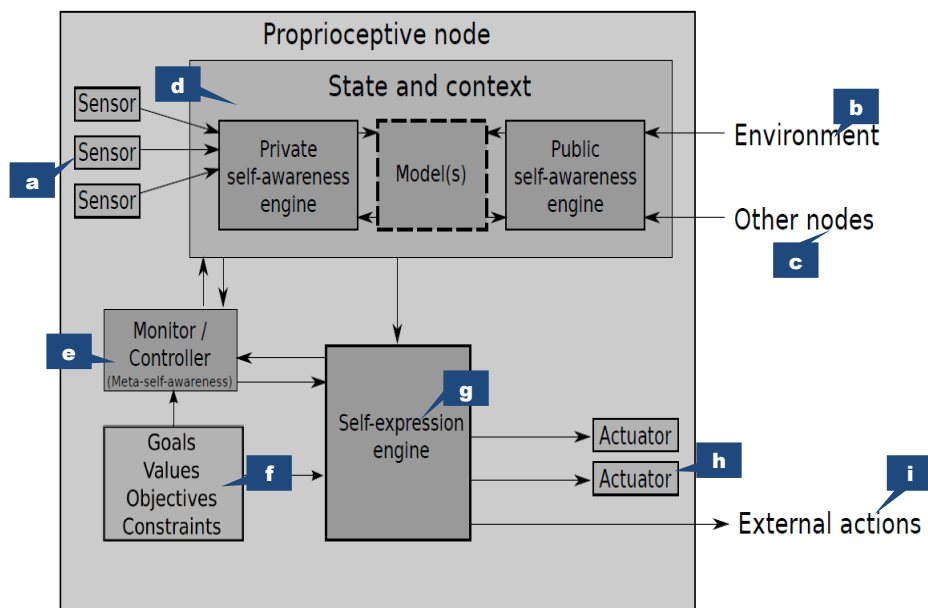 Proprioceptive node
d
State and context
Sensor
Sensor
Sensor
a
Private
self-awareness
engine
Model(s)
Public
self-awareness
engine
b
Environment
Other nodes
c
e
Monitor /
Controller
(Meta-self-awareness)
g
Self-expression
engine
Goals
Values
Objectives
Constraints
f
Actuator
Actuator
h
i
External actions